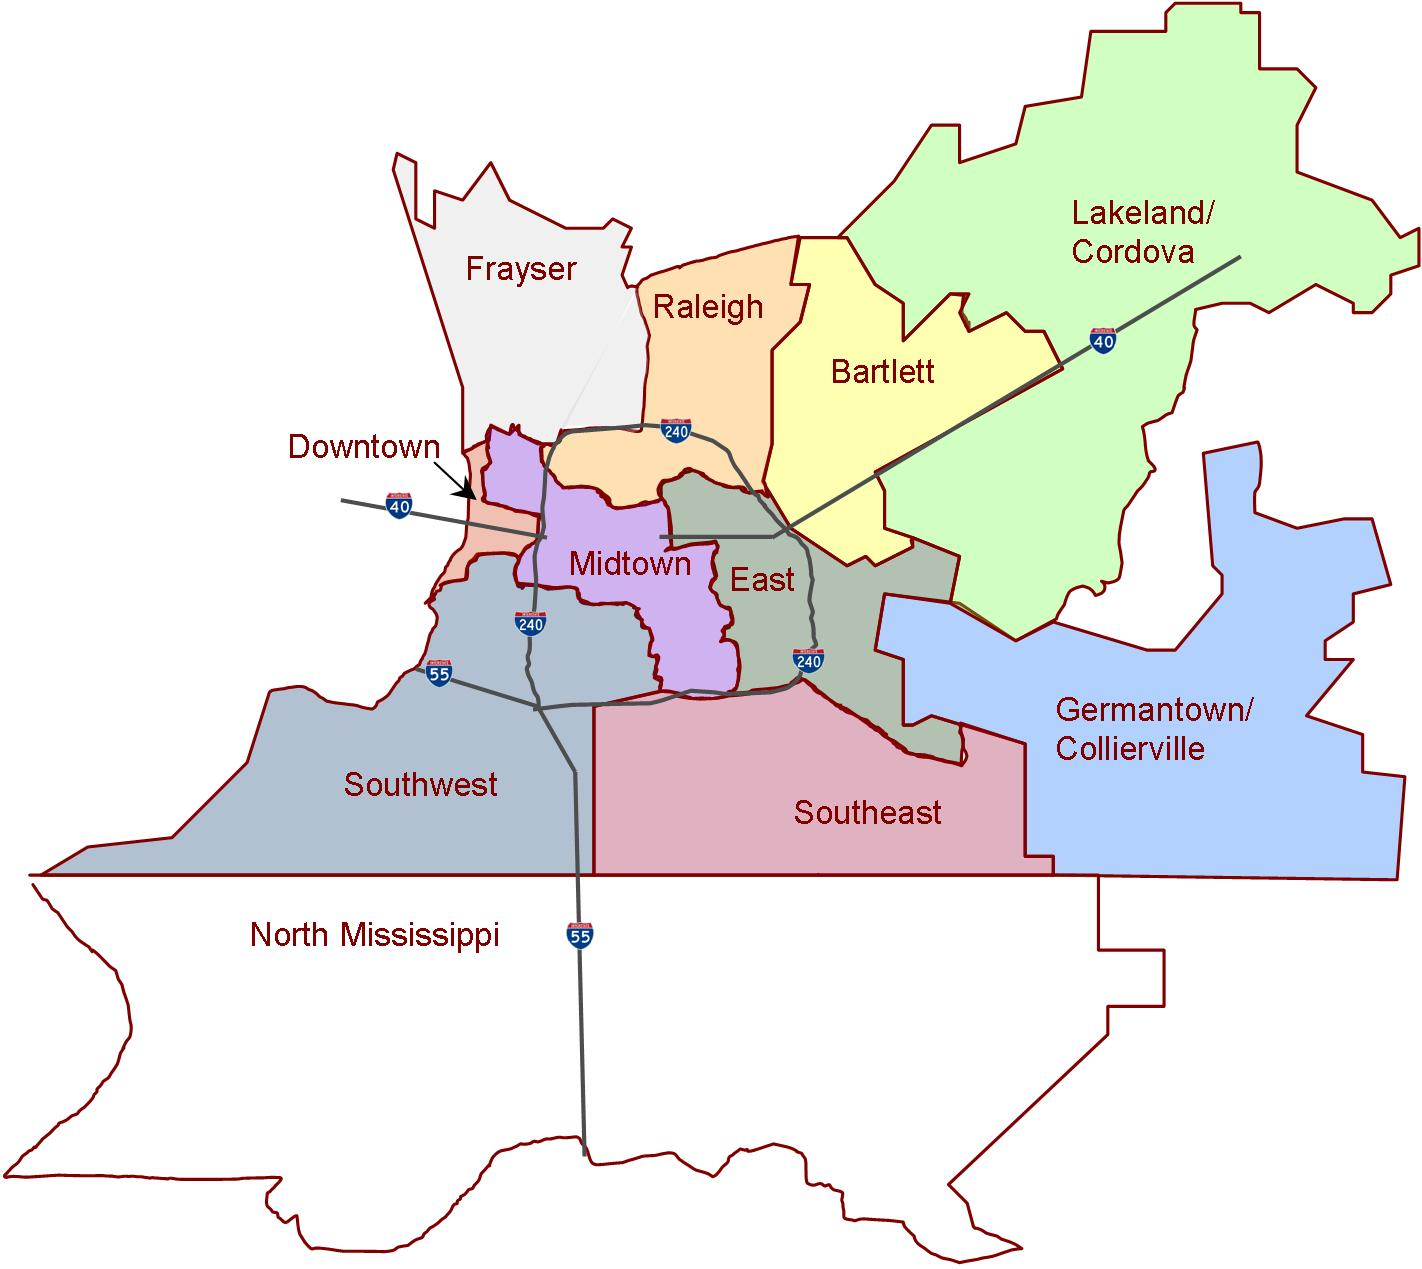 Lakeland/
Cordova
Frayser
Raleigh
40
Bartlett
240
Downtown
40
Midtown
East
240
240
55
Germantown/
Collierville
Southwest
Southeast
North Mississippi
55